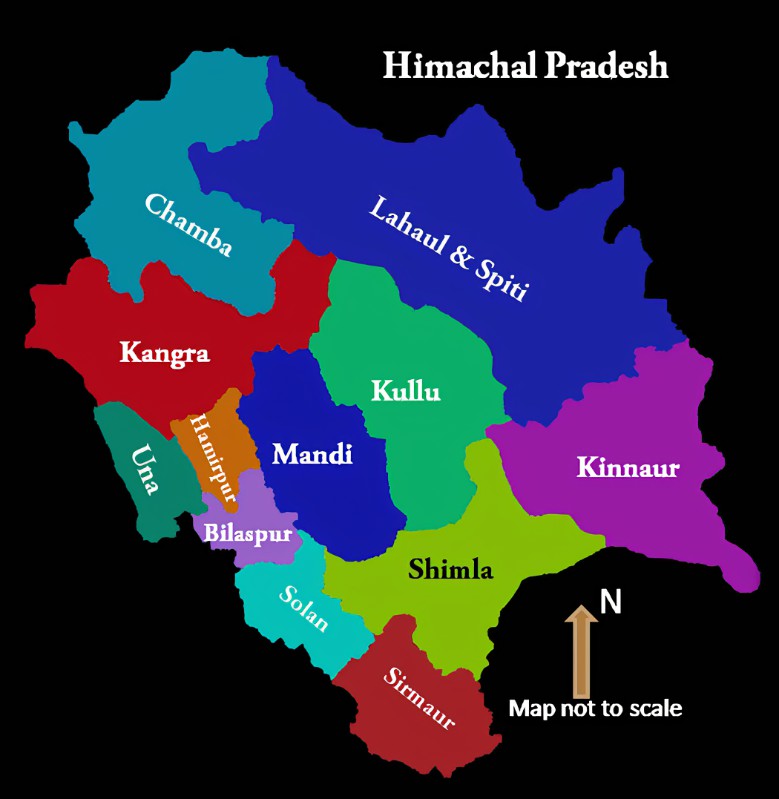 Himachal Pradesh
Chamba
Lahaul & Spiti
Kangra
Kullu
Hamirpur
Mandi
Una
Kinnaur
Bilaspur
Shimla
Solan
N
Sirmaur
Map not to scale